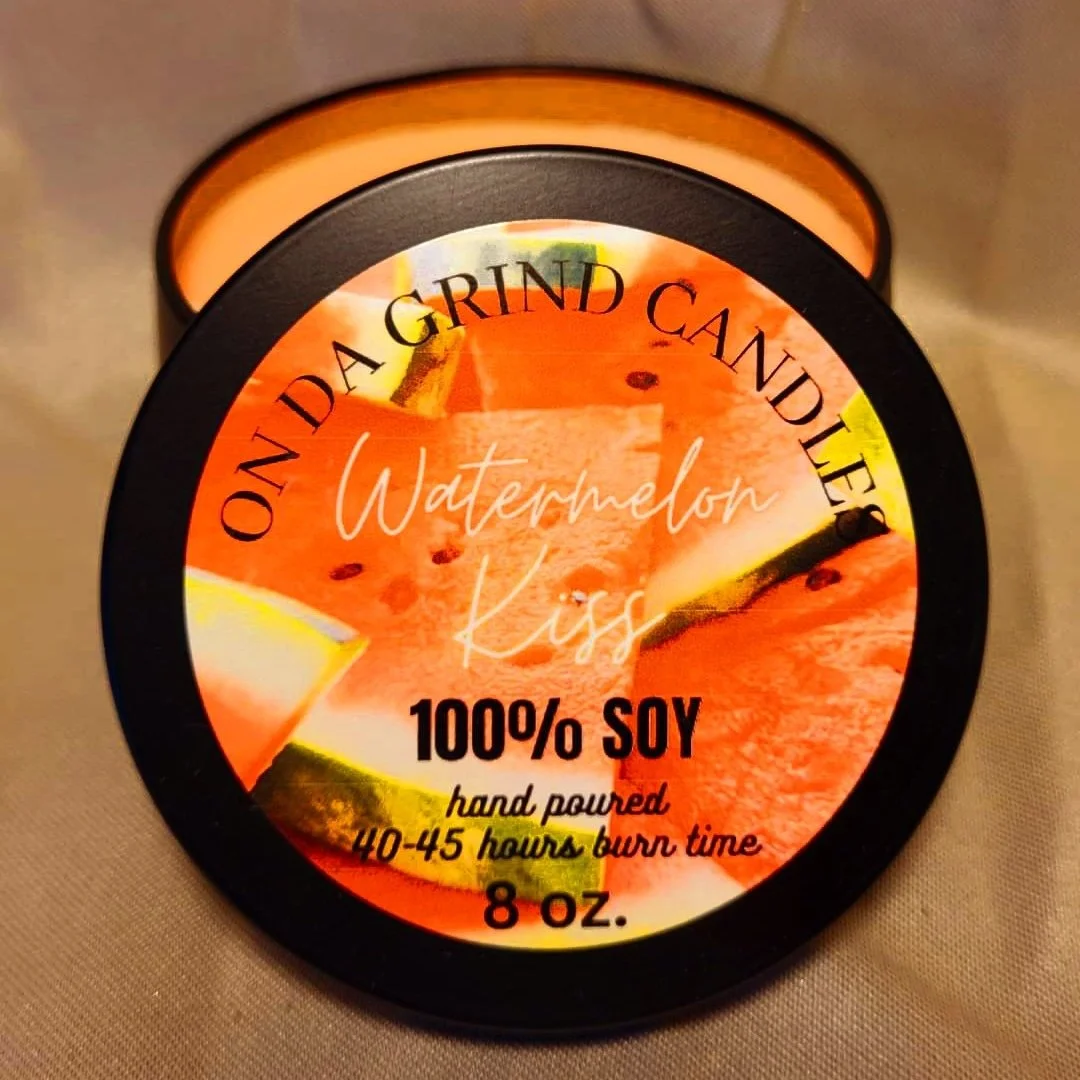 ON DA GRIND CANDLES
Watermelon
Kiss
100% SOY
hand poured
40-45 hours burn time
8 oz.